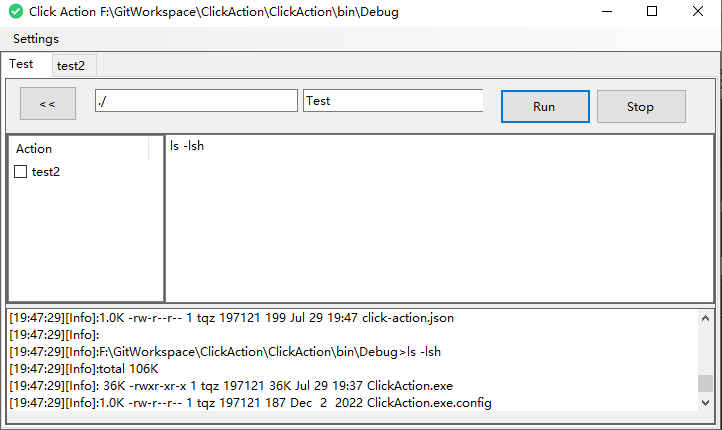 Click Action F:\GitWorkspace\ClickAction\ClickAction\bin\Debug
Settings
Test test2
<< ./ Test Run Stop
Action
test2
ls -lsh
[19:47:29][Info]:1.0K -rw-r--r-- 1 tqz 197121 199 Jul 29 19:47 click-action.json
[19:47:29][Info]:
[19:47:29][Info]:F:\GitWorkspace\ClickAction\ClickAction\bin\Debug>ls -lsh
[19:47:29][Info]:total 106K
[19:47:29][Info]: 36K -rwxr-xr-x 1 tqz 197121 36K Jul 29 19:37 ClickAction.exe
[19:47:29][Info]:1.0K -rw-r--r-- 1 tqz 197121 187 Dec  2  2022 ClickAction.exe.config